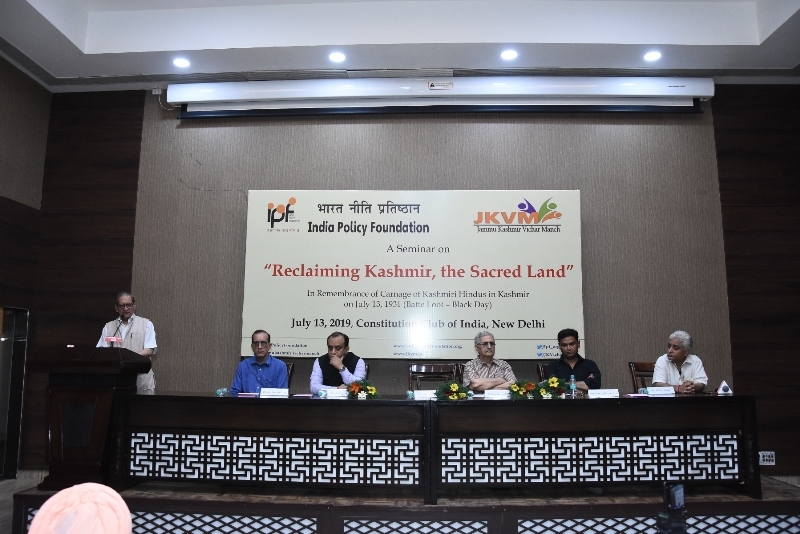 ipf
भारत नीति प्रतिष्ठान
India Policy Foundation
JKVM
Jammu Kashmir Vichar Manch
A Seminar on
"Reclaiming Kashmir, the Sacred Land"
In Remembrance of Carnage of Kashmiri Hindus in Kashmir
on July 13, 1931 (Batte Loot – Black Day)
July 13, 2019, Constitution Club of India, New Delhi